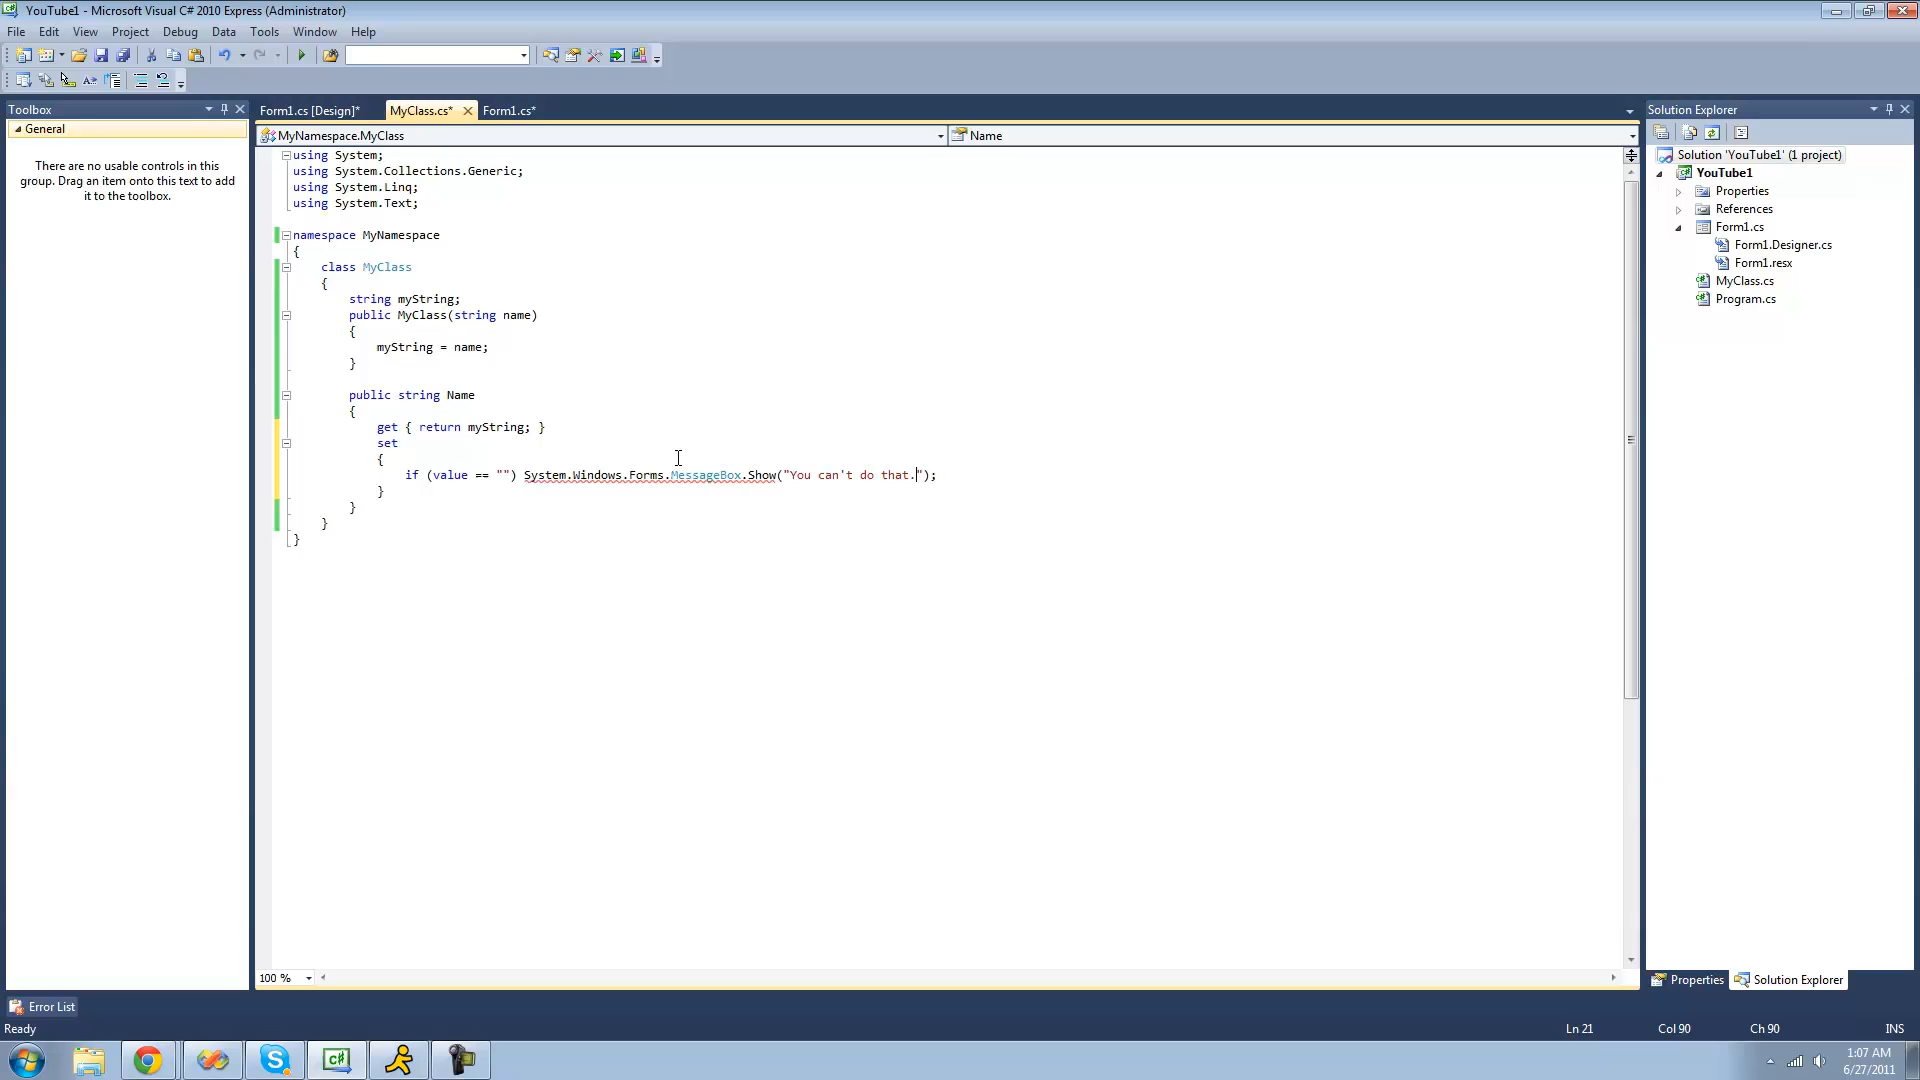 YouTube1 - Microsoft Visual C# 2010 Express (Administrator)
File Edit View Project Debug Data Tools Window Help
Toolbox
General
There are no usable controls in this
group. Drag an item onto this text to add
it to the toolbox.
Form1.cs [Design]* MyClass.cs* Form1.cs*
MyNamespace.MyClass Name
using System;
using System.Collections.Generic;
using System.Linq;
using System.Text;
namespace MyNamespace
{
class MyClass
{
string myString;
public MyClass(string name)
{
myString = name;
}
public string Name
{
get { return myString; }
set
{
if (value == "") System.Windows.Forms.MessageBox.Show("You can't do that.");
}
}
}
}
100 %
Solution Explorer
Solution 'YouTube1' (1 project)
YouTube1
Properties
References
Form1.cs
Form1.Designer.cs
Form1.resx
MyClass.cs
Program.cs
Properties Solution Explorer
Error List
Ready Ln 21 Col 90 Ch 90 INS
1:07 AM
6/27/2011